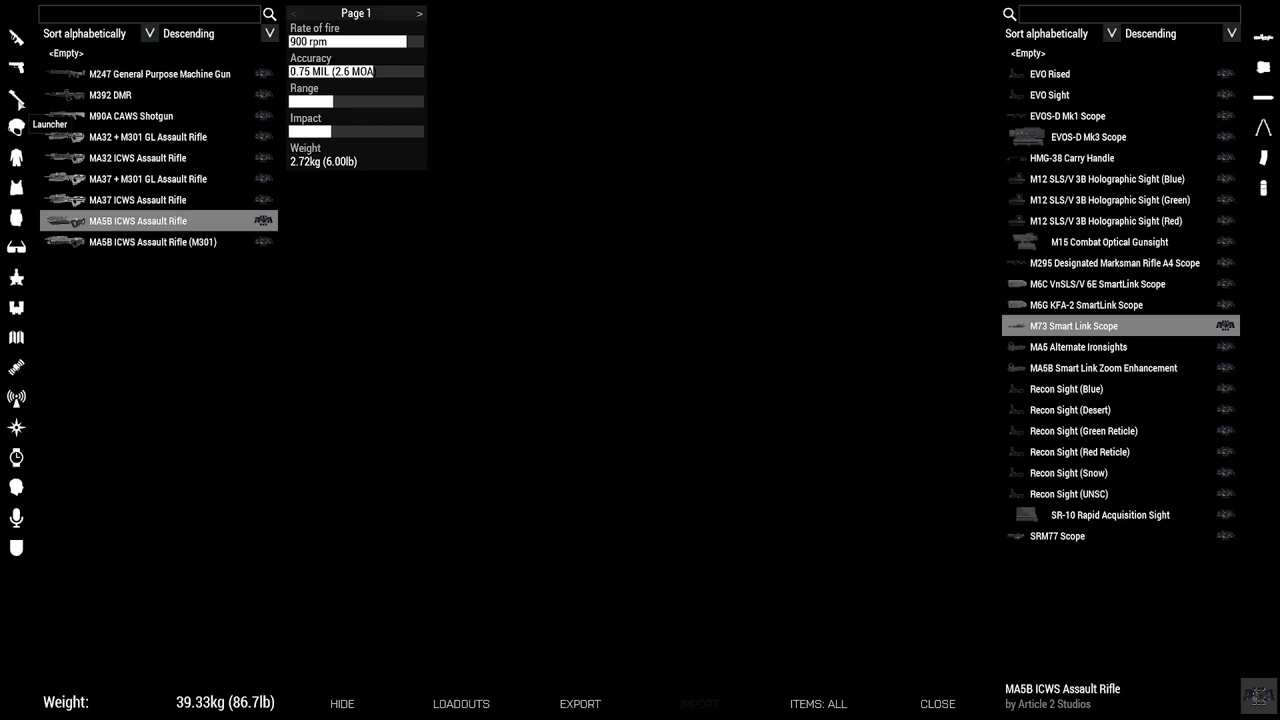 Sort alphabetically
Descending
<Empty>
M247 General Purpose Machine Gun
M392 DMR
M90A CAWS Shotgun
Launcher
MA32 + M301 GL Assault Rifle
MA32 ICWS Assault Rifle
MA37 + M301 GL Assault Rifle
MA37 ICWS Assault Rifle
MA5B ICWS Assault Rifle
MA5B ICWS Assault Rifle (M301)
< Page 1 >
Rate of fire
900 rpm
Accuracy
0.75 MIL (2.6 MOA
Range
Impact
Weight
2.72kg (6.00lb)
Sort alphabetically
Descending
<Empty>
EVO Rised
EVO Sight
EVOS-D Mk1 Scope
EVOS-D Mk3 Scope
HMG-38 Carry Handle
M12 SLS/V 3B Holographic Sight (Blue)
M12 SLS/V 3B Holographic Sight (Green)
M12 SLS/V 3B Holographic Sight (Red)
M15 Combat Optical Gunsight
M295 Designated Marksman Rifle A4 Scope
M6C VnSLS/V 6E SmartLink Scope
M6G KFA-2 SmartLink Scope
M73 Smart Link Scope
MA5 Alternate Ironsights
MA5B Smart Link Zoom Enhancement
Recon Sight (Blue)
Recon Sight (Desert)
Recon Sight (Green Reticle)
Recon Sight (Red Reticle)
Recon Sight (Snow)
Recon Sight (UNSC)
SR-10 Rapid Acquisition Sight
SRM77 Scope
Weight:
39.33kg (86.7lb)
HIDE
LOADOUTS
EXPORT
IMPORT
ITEMS: ALL
CLOSE
MA5B ICWS Assault Rifle
by Article 2 Studios